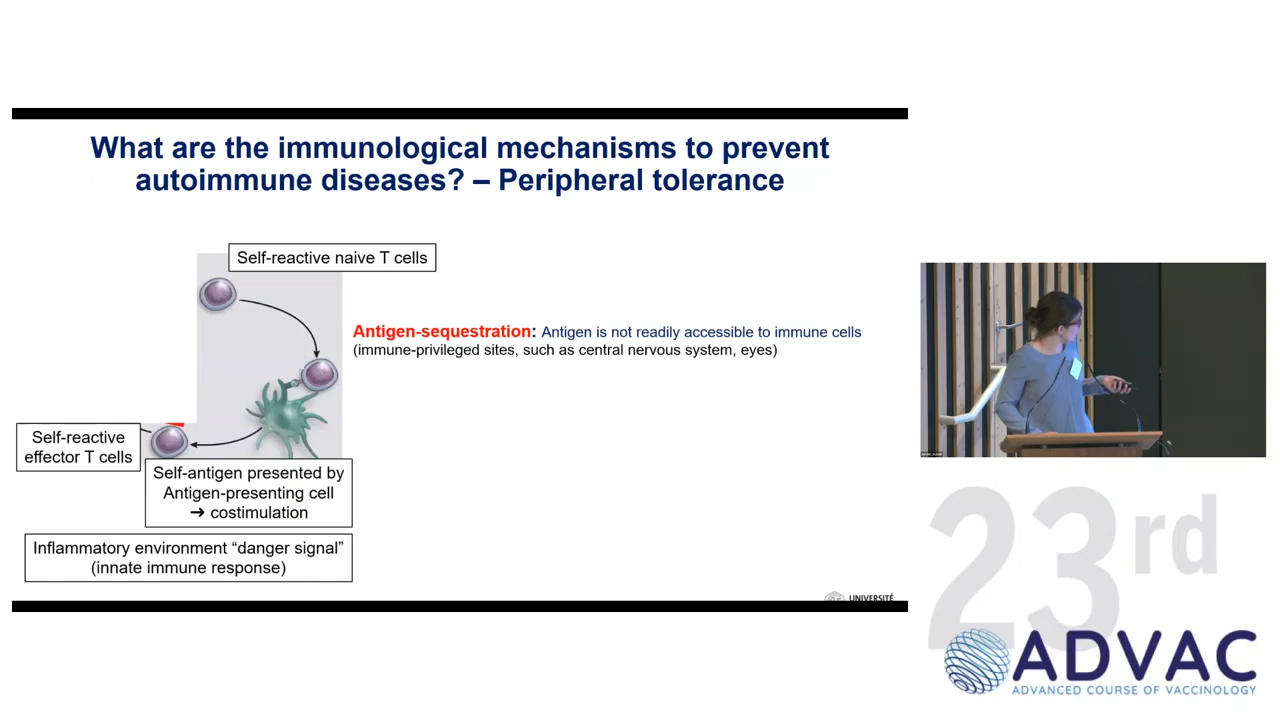 What are the immunological mechanisms to prevent
autoimmune diseases? – Peripheral tolerance
Self-reactive naive T cells
Antigen-sequestration: Antigen is not readily accessible to immune cells
(immune-privileged sites, such as central nervous system, eyes)
Self-reactive
effector T cells
Self-antigen presented by
Antigen-presenting cell
➔ costimulation
Inflammatory environment “danger signal”
(innate immune response)
UNIVERSITÉ
23rd
ADVAC
ADVANCED COURSE OF VACCINOLOGY